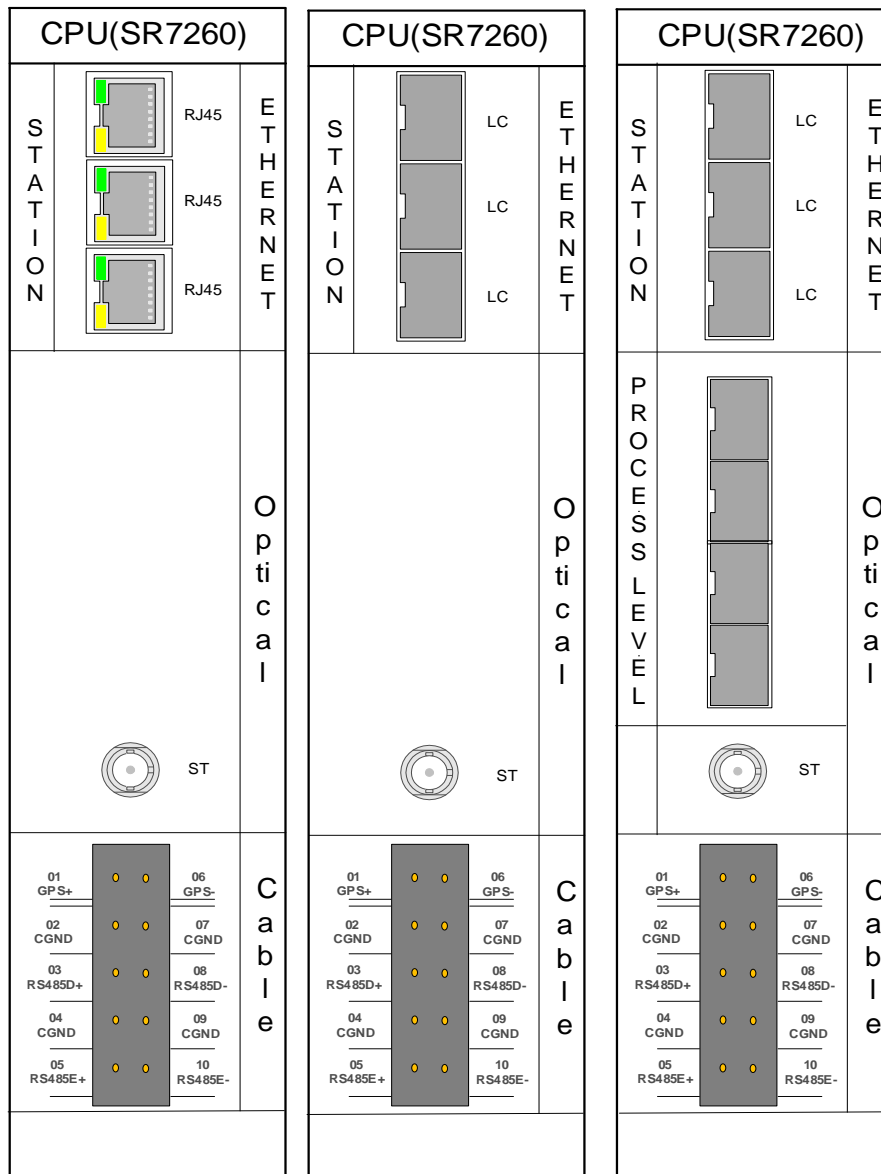 CPU(SR7260)
STATION
RJ45
RJ45
RJ45
ETHERNET
Optical
ST
01
GPS+
06
GPS-
02
CGND
07
CGND
03
RS485D+
08
RS485D-
04
CGND
09
CGND
05
RS485E+
10
RS485E-
Cable
CPU(SR7260)
STATION
LC
LC
LC
ETHERNET
Optical
ST
01
GPS+
06
GPS-
02
CGND
07
CGND
03
RS485D+
08
RS485D-
04
CGND
09
CGND
05
RS485E+
10
RS485E-
Cable
CPU(SR7260)
STATION
LC
LC
LC
ETHERNET
PROCESS LEVEL
Optical
ST
01
GPS+
06
GPS-
02
CGND
07
CGND
03
RS485D+
08
RS485D-
04
CGND
09
CGND
05
RS485E+
10
RS485E-
Cable